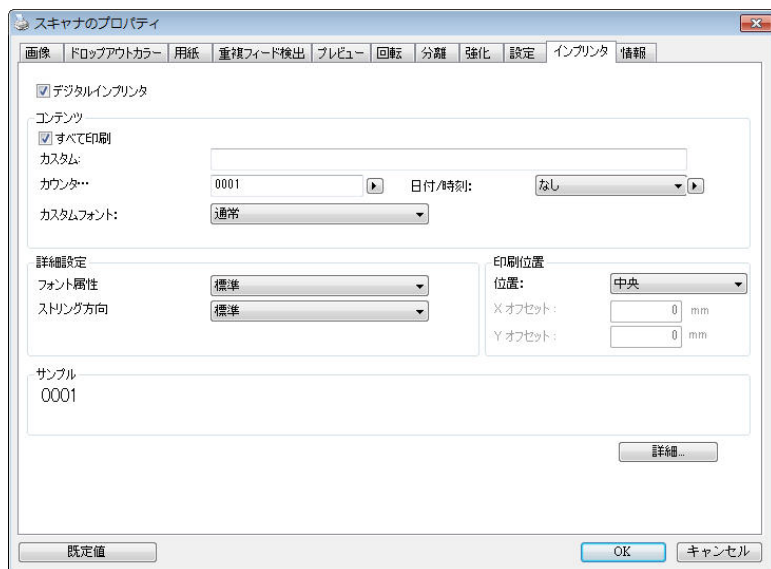 スキャナのプロパティ
画像 ドロップアウトカラー 用紙 重複フィード検出 プレビュー 回転 分離 強化 設定 インプリンタ 情報
デジタルインプリンタ
コンテンツ
すべて印刷
カスタム:
カウンタ… 0001 日付/時刻: なし
カスタムフォント: 通常
詳細設定
フォント属性 標準
ストリング方向 標準
印刷位置
位置: 中央
X オフセット: 0 mm
Y オフセット: 0 mm
サンプル
0001
詳細...
既定値 OK キャンセル